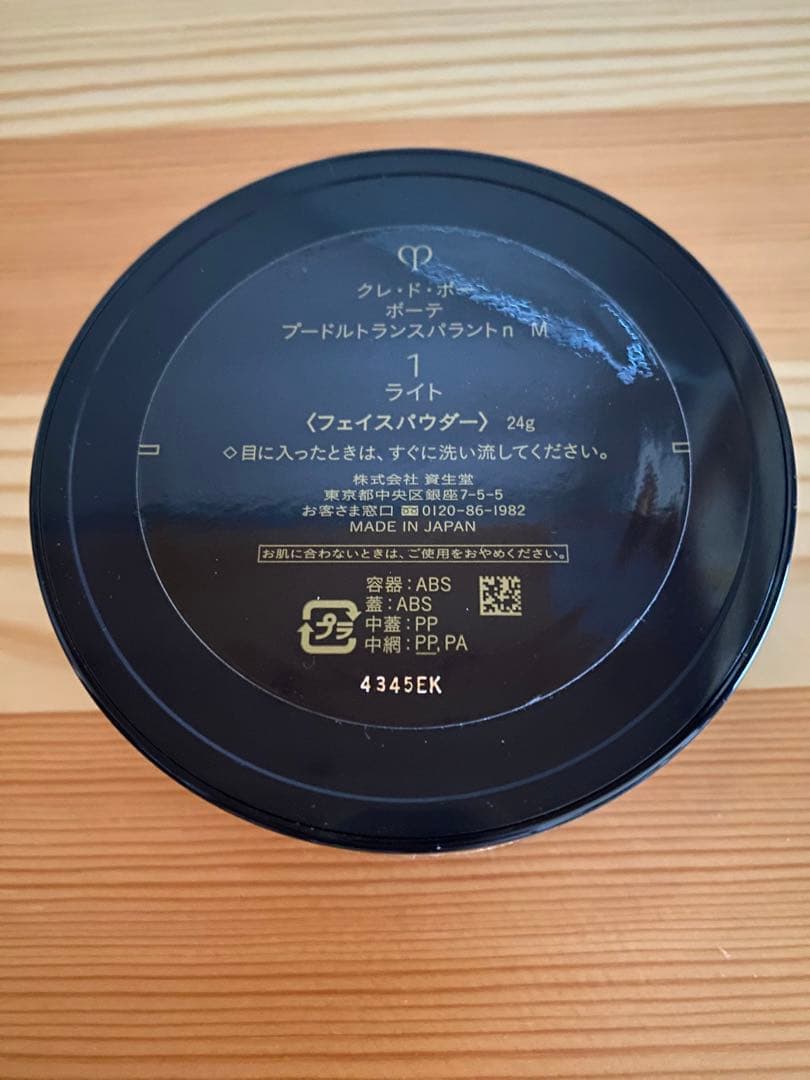 クレ・ド・ポー
ボーテ
プードルトランスパラントn M
1
ライト
〈フェイスパウダー〉 24g
◇目に入ったときは、すぐに洗い流してください。
株式会社 資生堂
東京都中央区銀座7-5-5
お客さま窓口 0120-86-1982
MADE IN JAPAN
お肌に合わないときは、ご使用をおやめください。
容器:ABS
蓋:ABS
中蓋:PP
プラ
中網:PP,PA
4345EK